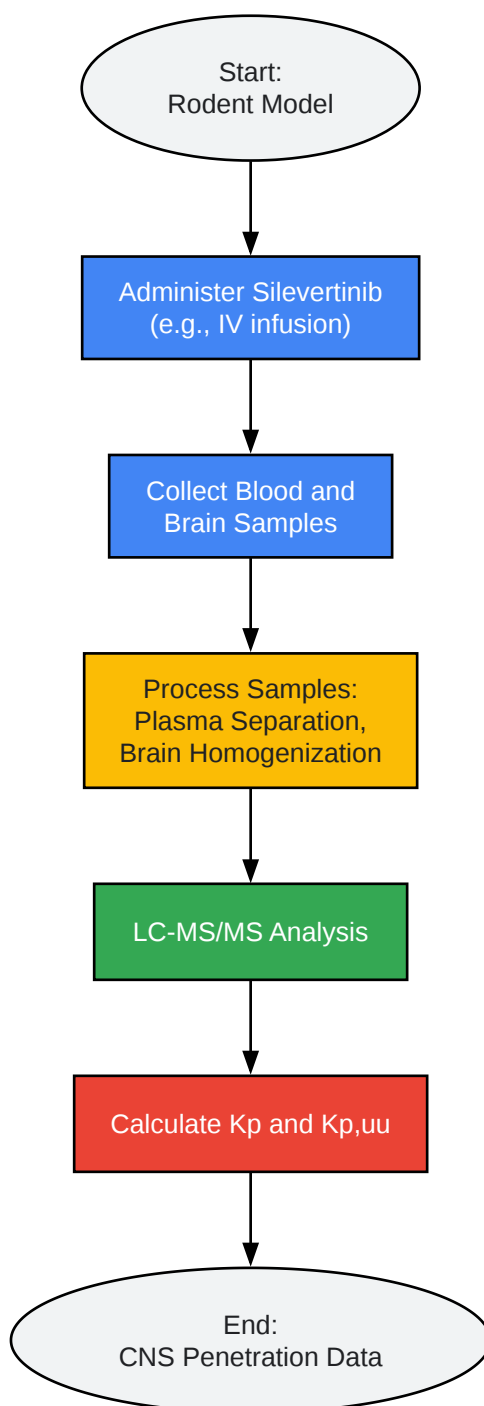 Start:
Rodent Model
Administer Silevertinib
(e.g., IV infusion)
Collect Blood and
Brain Samples
Process Samples:
Plasma Separation,
Brain Homogenization
LC-MS/MS Analysis
Calculate Kp and Kp,uu
End:
CNS Penetration Data